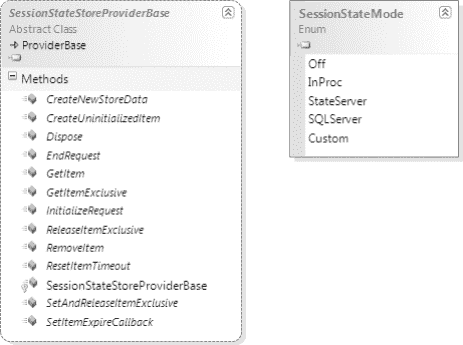 SessionStateStoreProviderBase
Abstract Class
ProviderBase
Methods
CreateNewStoreData
CreateUninitializedItem
Dispose
EndRequest
GetItem
GetItemExclusive
InitializeRequest
ReleaseItemExclusive
RemoveItem
ResetItemTimeout
SessionStateStoreProviderBase
SetAndReleaseItemExclusive
SetItemExpireCallback
SessionStateMode
Enum
Off
InProc
StateServer
SQLServer
Custom